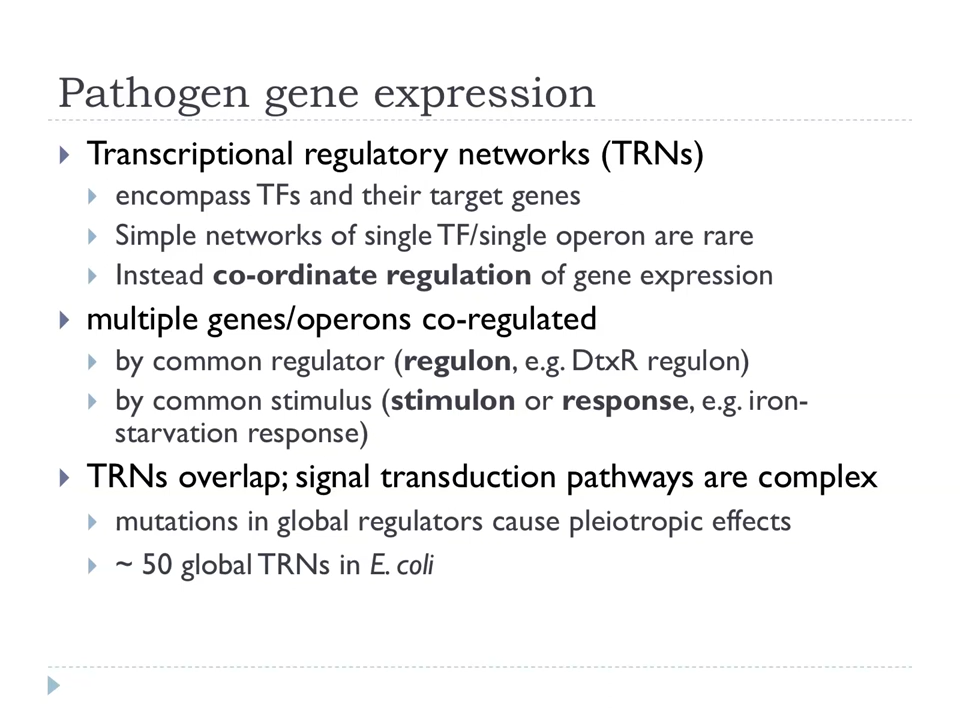 Pathogen gene expression
Transcriptional regulatory networks (TRNs)
encompass TFs and their target genes
Simple networks of single TF/single operon are rare
Instead co-ordinate regulation of gene expression
multiple genes/operons co-regulated
by common regulator (regulon, e.g. DtxR regulon)
by common stimulus (stimulon or response, e.g. iron-
starvation response)
TRNs overlap; signal transduction pathways are complex
mutations in global regulators cause pleiotropic effects
~ 50 global TRNs in E. coli